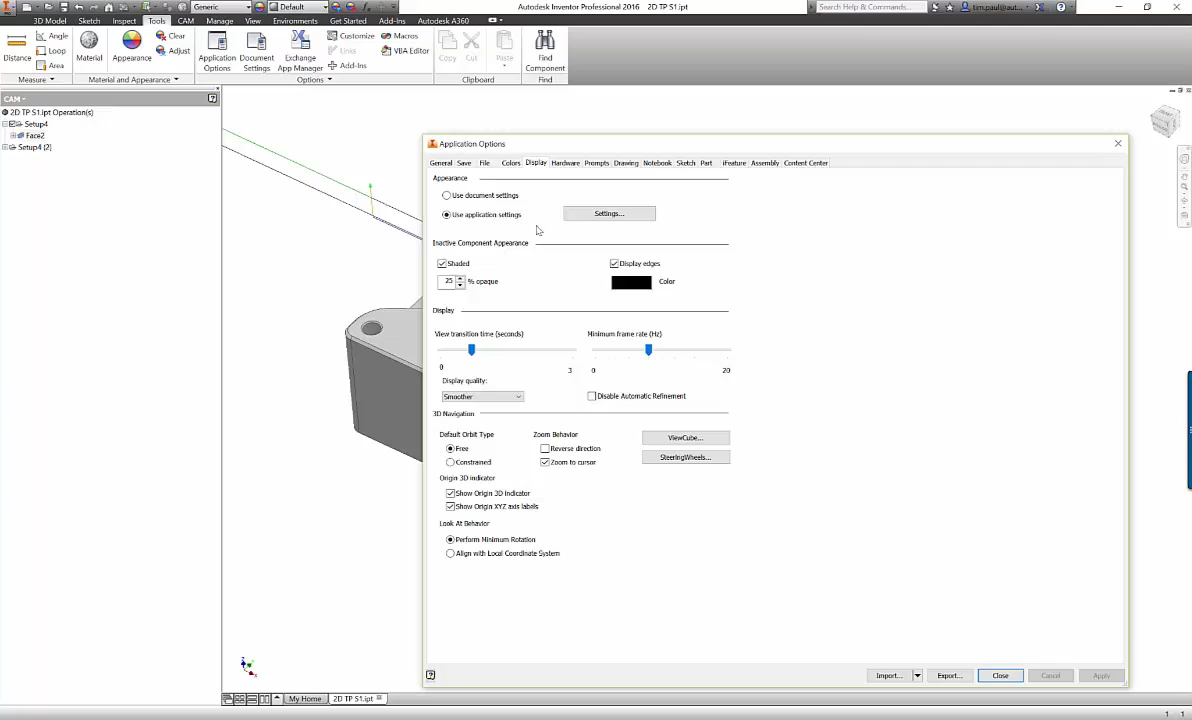 Generic Default Autodesk Inventor Professional 2016 2D TP S1.ipt Search Help & Commands... tim.paul@aut...
3D Model Sketch Inspect Tools CAM Manage View Environments Get Started Add-Ins Autodesk A360
Distance Angle Loop Area
Material Appearance Clear Adjust
Application Options Document Settings Exchange App Manager Customize Links Add-Ins Macros VBA Editor
Copy Cut Paste
Find Component
Measure Material and Appearance Options Clipboard Find
CAM
2D TP S1.ipt Operation(s)
Setup4
Face2
Setup4 (2)
Application Options
General Save File Colors Display Hardware Prompts Drawing Notebook Sketch Part iFeature Assembly Content Center
Appearance
Use document settings
Use application settings Settings...
Inactive Component Appearance
Shaded Display edges
25 % opaque Color
Display
View transition time (seconds) Minimum frame rate (Hz)
0 3 0 20
Display quality:
Smoother Disable Automatic Refinement
3D Navigation
Default Orbit Type Zoom Behavior ViewCube...
Free Reverse direction
Constrained Zoom to cursor SteeringWheels...
Origin 3D indicator
Show Origin 3D Indicator
Show Origin XYZ axis labels
Look At Behavior
Perform Minimum Rotation
Align with Local Coordinate System
Import... Export... Close Cancel Apply
My Home 2D TP S1.ipt
1 1